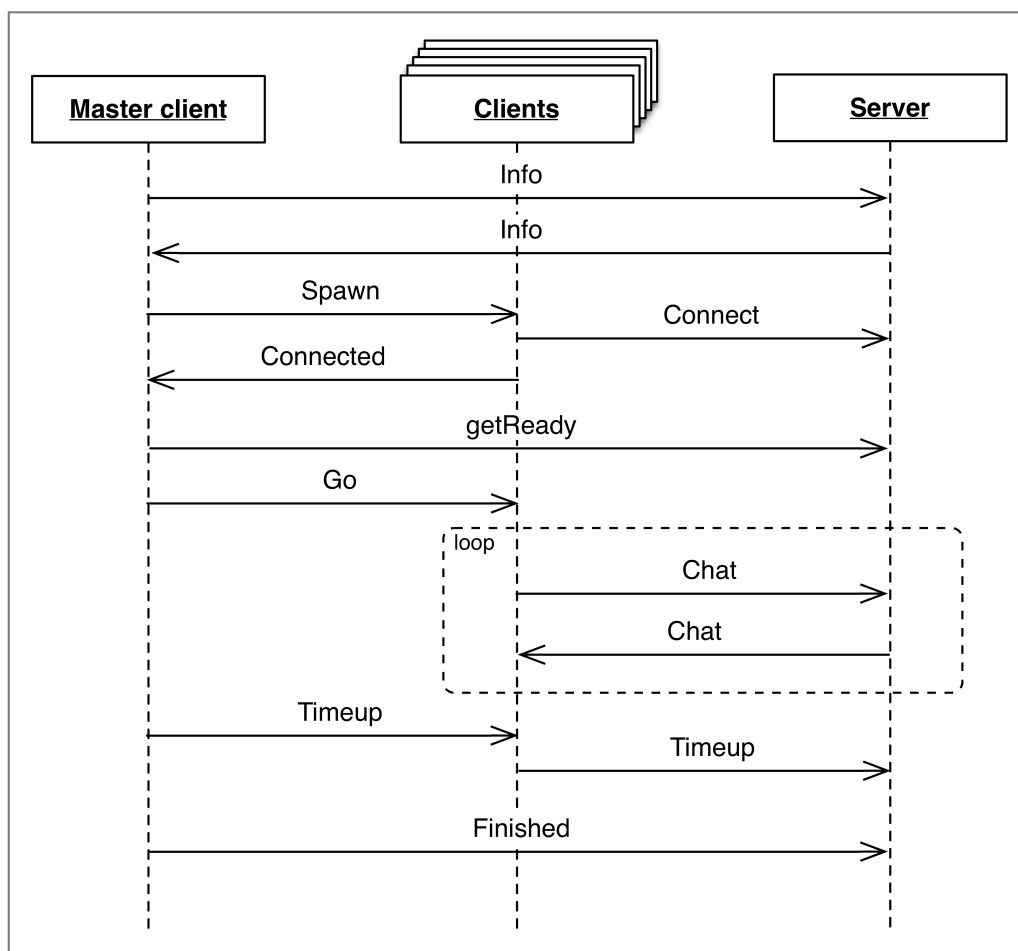 Master client
Clients
Server
Info
Info
Spawn
Connect
Connected
getReady
Go
loop
Chat
Chat
Timeup
Timeup
Finished